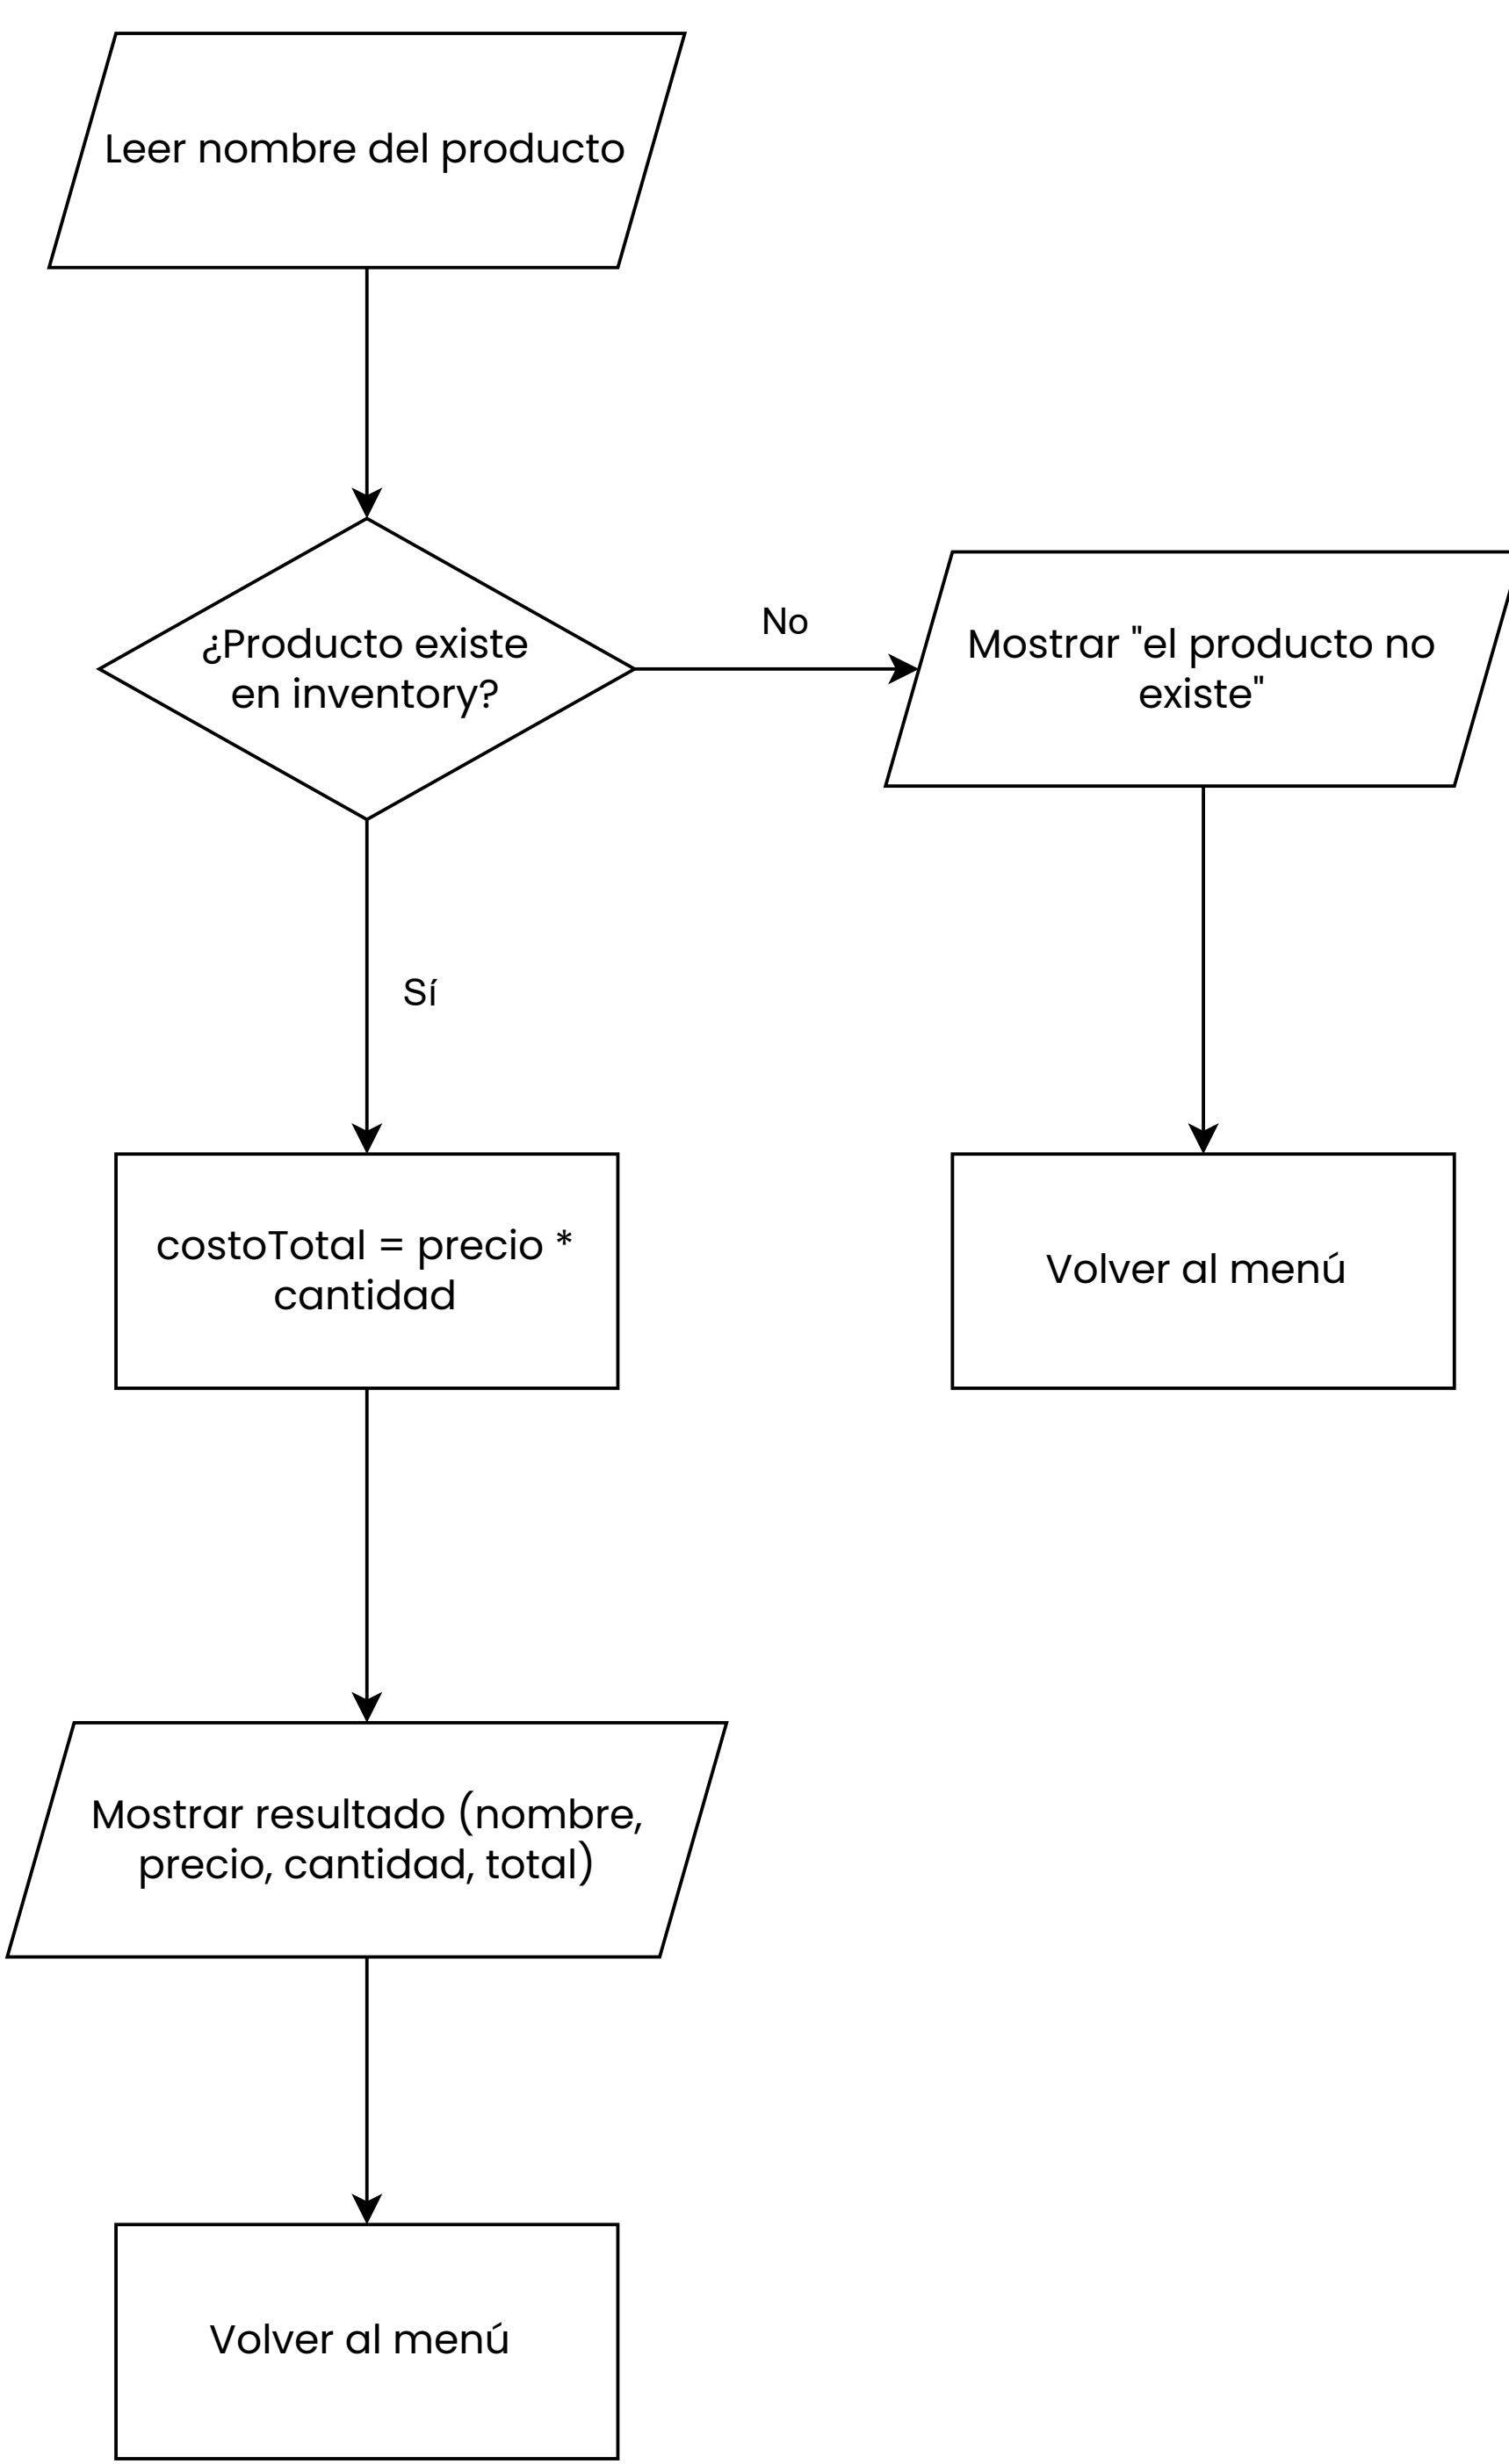 Leer nombre del producto
¿Producto existe
en inventory?
No
Mostrar "el producto no
existe"
Sí
costoTotal = precio *
cantidad
Volver al menú
Mostrar resultado (nombre,
precio, cantidad, total)
Volver al menú